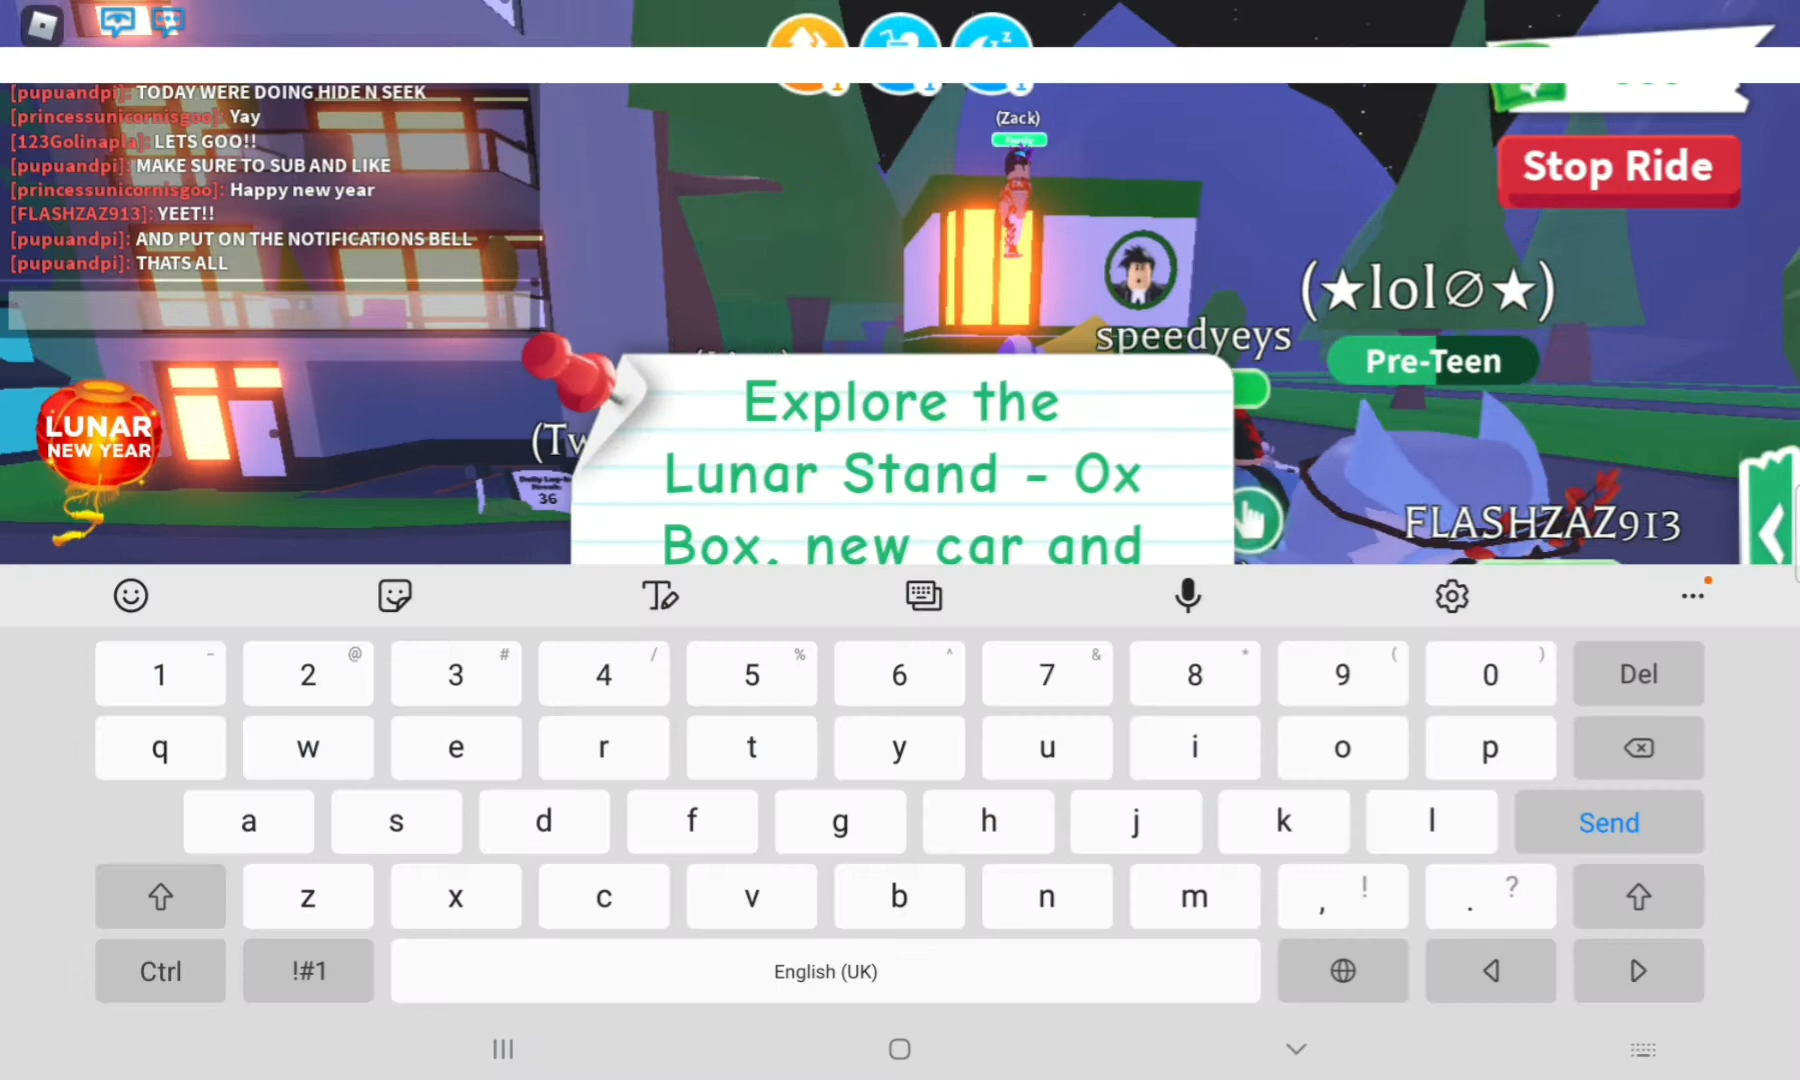 [pupuandpi]: TODAY WERE DOING HIDE N SEEK
[princessunicornisgoo]: Yay
[123Golinapla]: LETS GOO!!
[pupuandpi]: MAKE SURE TO SUB AND LIKE
[princessunicornisgoo]: Happy new year
[FLASHZAZ913]: YEET!!
[pupuandpi]: AND PUT ON THE NOTIFICATIONS BELL
[pupuandpi]: THATS ALL
(Zack)
Stop Ride
(★lol∅★)
speedyeys
Pre-Teen
LUNAR
NEW YEAR
(Tw
36
Explore the
Lunar Stand - Ox
Box, new car and
FLASHZAZ913
1 - 2 @ 3 # 4 / 5 % 6 ^ 7 & 8 * 9 ( 0 ) Del
q w e r t y u i o p
a s d f g h j k l Send
z x c v b n m , ! . ?
Ctrl !#1 English (UK)